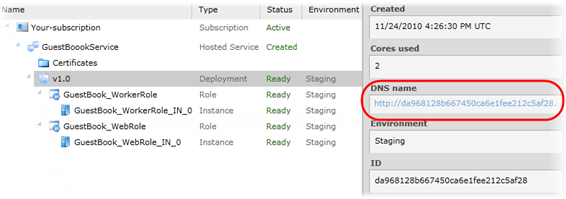 Name Type Status Environment
Your-subscription Subscription Active
GuestBoookService Hosted Service Created
Certificates
v1.0 Deployment Ready Staging
GuestBook_WorkerRole Role Ready Staging
GuestBook_WorkerRole_IN_0 Instance Ready Staging
GuestBook_WebRole Role Ready Staging
GuestBook_WebRole_IN_0 Instance Ready Staging
Created
11/24/2010 4:26:30 PM UTC
Cores used
2
DNS name
http://da968128b667450ca6e1fee212c5af28.
Environment
Staging
ID
da968128b667450ca6e1fee212c5af28